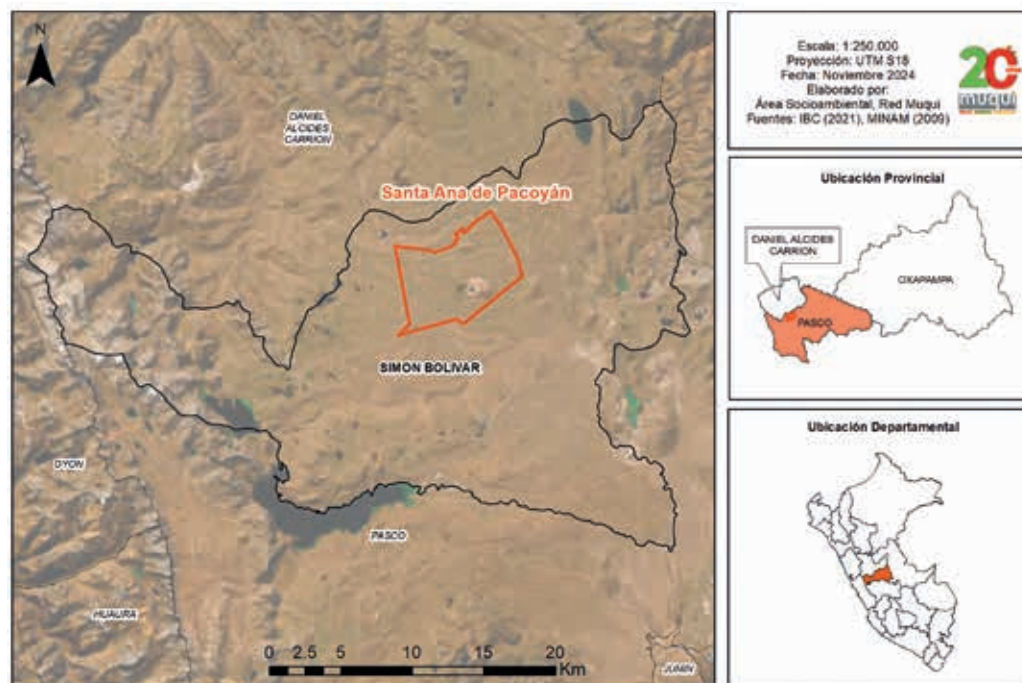 N
DANIEL
ALCIDES
CARRION
Santa Ana de Pacoyán
SIMON BOLIVAR
OYON
PASCO
HUAURA
JUNIN
0 2.5 5 10 15 20
Km
Escala: 1:250.000
Proyección: UTM S18
Fecha: Noviembre 2024
Elaborado por:
Área Socioambiental, Red Muqui
Fuentes: IBC (2021), MINAM (2009)
20
muqui
Ubicación Provincial
DANIEL ALCIDES
CARRION
OXAPAMPA
PASCO
Ubicación Departamental